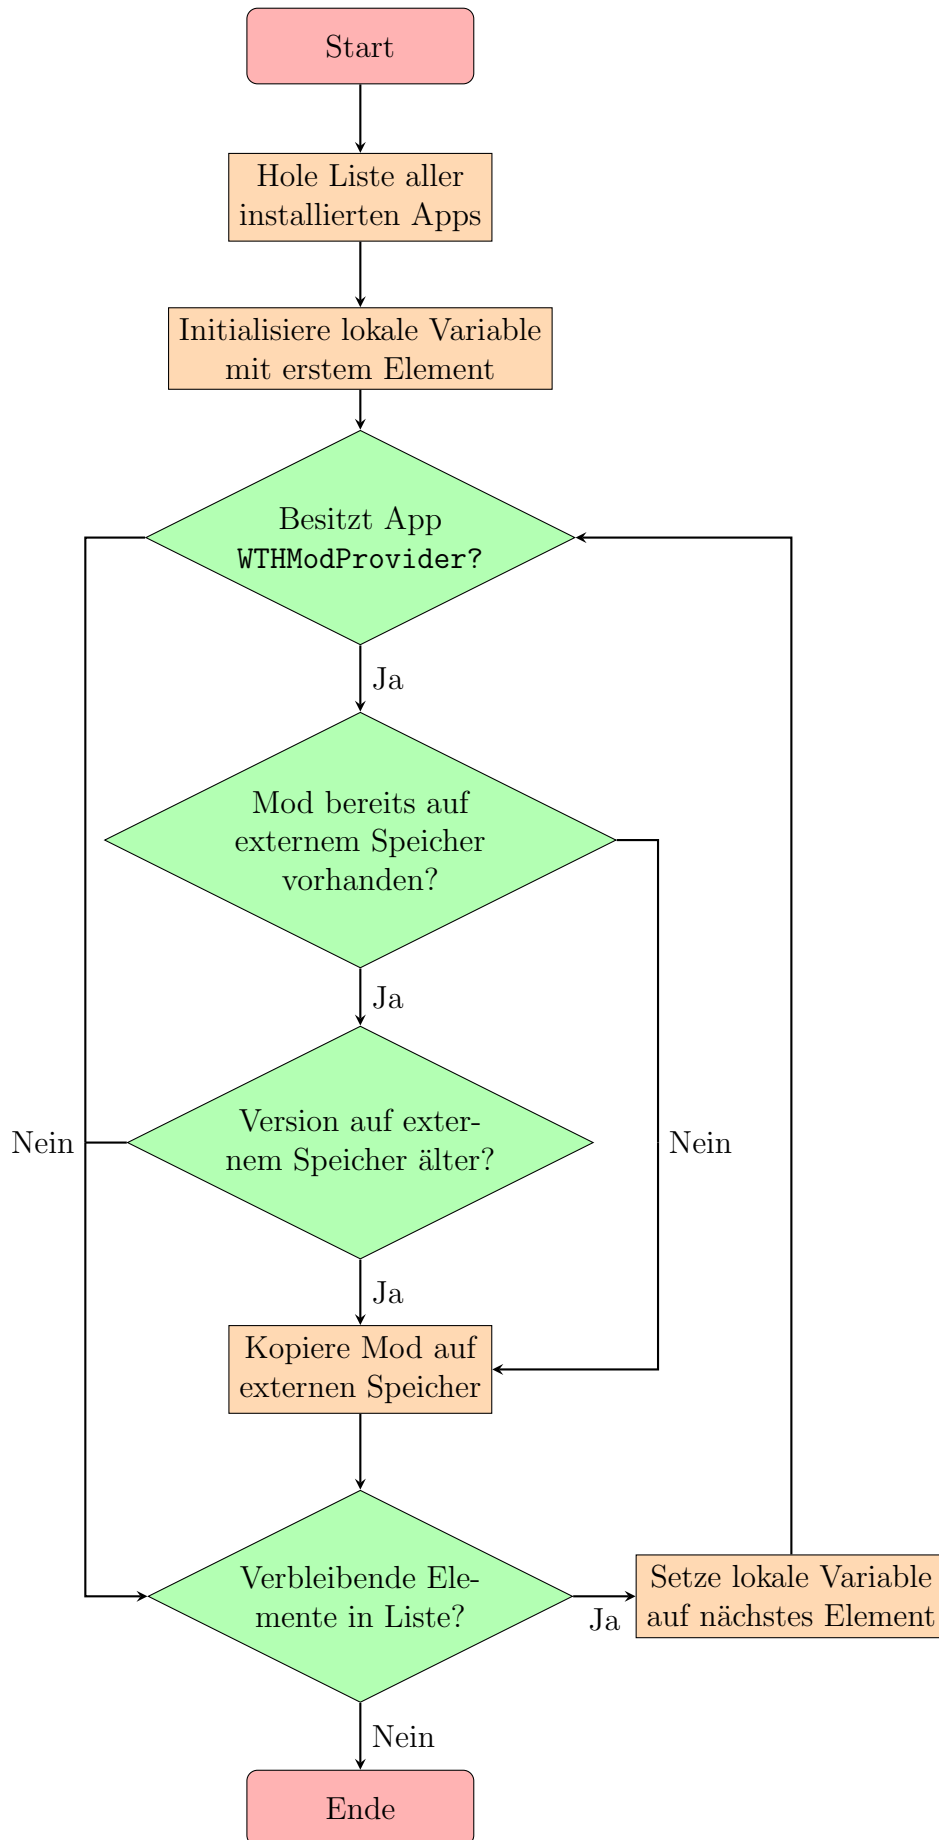 Start
Hole Liste aller
installierten Apps
Initialisiere lokale Variable
mit erstem Element
Besitzt App
WTHModProvider?
Ja
Mod bereits auf
externem Speicher
vorhanden?
Ja
Version auf exter-
nem Speicher älter?
Nein
Nein
Ja
Kopiere Mod auf
externen Speicher
Verbleibende Ele-
mente in Liste?
Ja
Setze lokale Variable
auf nächstes Element
Nein
Ende